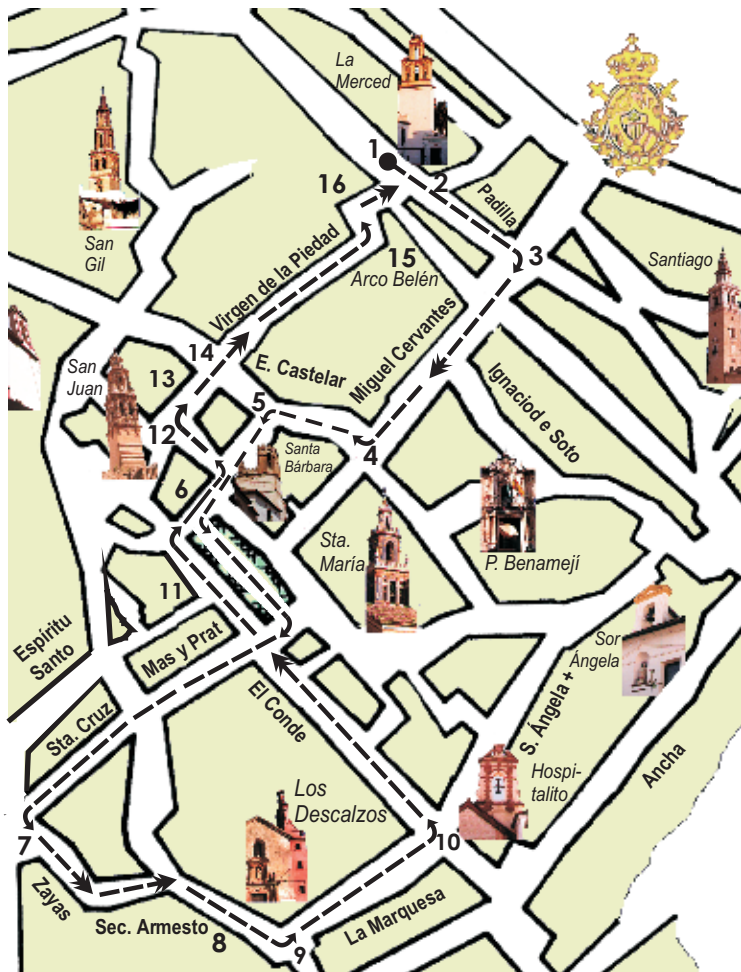 La
Merced
1
16
2
Padilla
San
Gil
Virgen de la Piedad
15
Arco Belén
3
Santiago
14
E. Castelar
Miguel Cervantes
San
Juan
13
12
5
4
Ignaciod e Soto
Santa
Bárbara
6
Sta.
María
P. Benamejí
11
Espíritu
Santo
Mas y Prat
Sor
Ángela
El Conde
S. Ángela +
Sta. Cruz
Ancha
Hospi-
talito
Los
Descalzos
7
10
Zayas
Sec. Armesto
8
9
La Marquesa